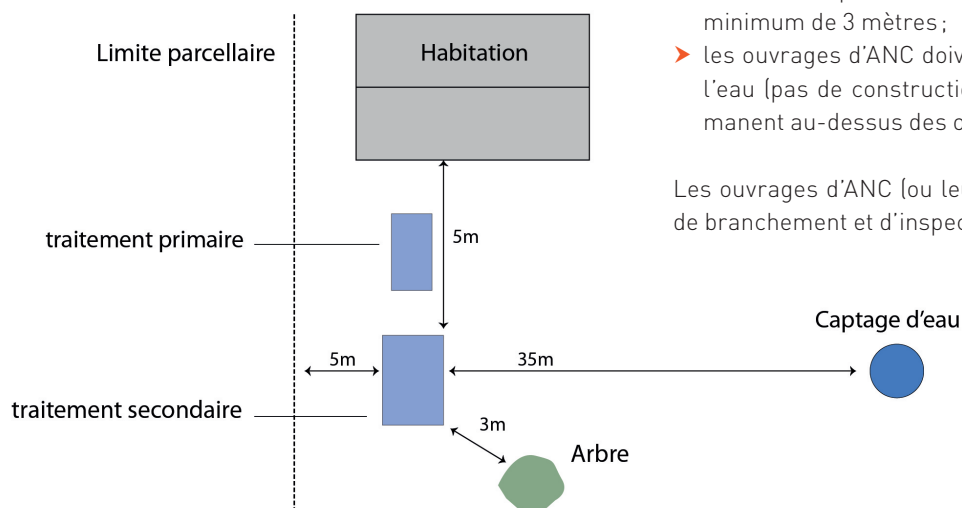 minimum de 3 mètres ;
➤ les ouvrages d’ANC doiv
l’eau (pas de constructi
manent au-dessus des o
Les ouvrages d’ANC (ou le
de branchement et d’inspec
Limite parcellaire
Habitation
traitement primaire
5m
Captage d’eau
5m
35m
traitement secondaire
3m
Arbre